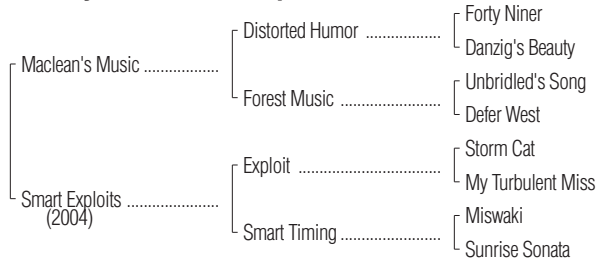 Forty Niner
Distorted Humor ..................
Danzig's Beauty
Maclean's Music ..................
Unbridled's Song
Forest Music .......................
Defer West
Storm Cat
Exploit ................................
My Turbulent Miss
Smart Exploits ......................
(2004)
Miswaki
Smart Timing .......................
Sunrise Sonata